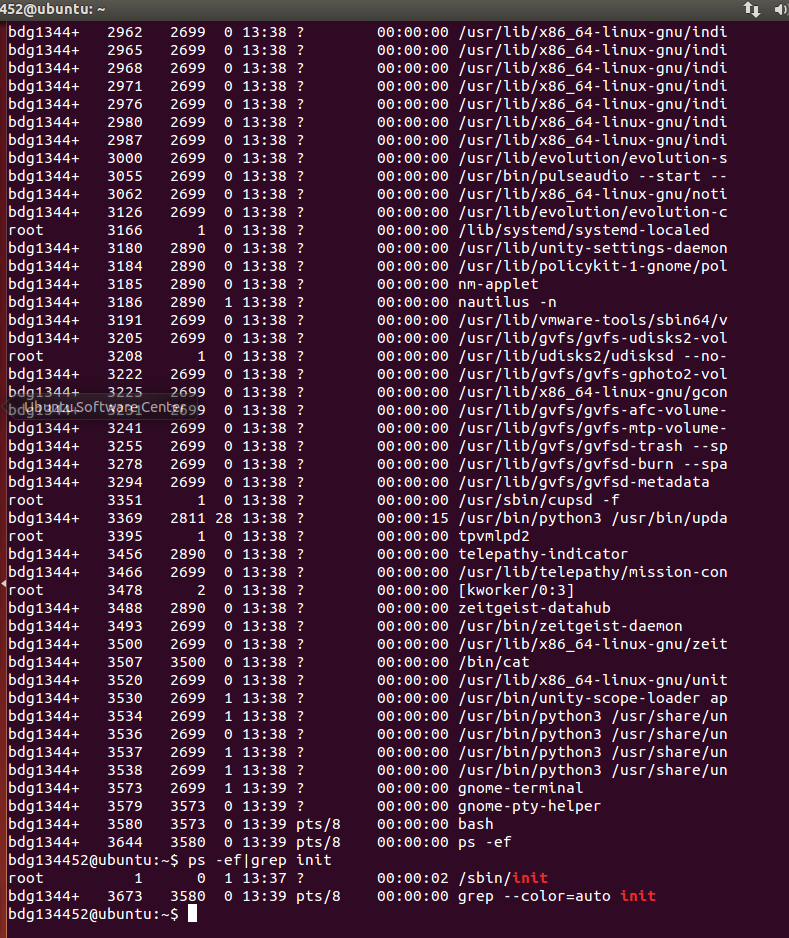 452@ubuntu: ~
bdg1344+ 2962 2699 0 13:38 ? 00:00:00 /usr/lib/x86_64-linux-gnu/indi
bdg1344+ 2965 2699 0 13:38 ? 00:00:00 /usr/lib/x86_64-linux-gnu/indi
bdg1344+ 2968 2699 0 13:38 ? 00:00:00 /usr/lib/x86_64-linux-gnu/indi
bdg1344+ 2971 2699 0 13:38 ? 00:00:00 /usr/lib/x86_64-linux-gnu/indi
bdg1344+ 2976 2699 0 13:38 ? 00:00:00 /usr/lib/x86_64-linux-gnu/indi
bdg1344+ 2980 2699 0 13:38 ? 00:00:00 /usr/lib/x86_64-linux-gnu/indi
bdg1344+ 2987 2699 0 13:38 ? 00:00:00 /usr/lib/x86_64-linux-gnu/indi
bdg1344+ 3000 2699 0 13:38 ? 00:00:00 /usr/lib/evolution/evolution-s
bdg1344+ 3055 2699 0 13:38 ? 00:00:00 /usr/bin/pulseaudio --start --
bdg1344+ 3062 2699 0 13:38 ? 00:00:00 /usr/lib/x86_64-linux-gnu/noti
bdg1344+ 3126 2699 0 13:38 ? 00:00:00 /usr/lib/evolution/evolution-c
root 3166 1 0 13:38 ? 00:00:00 /lib/systemd/systemd-localed
bdg1344+ 3180 2890 0 13:38 ? 00:00:00 /usr/lib/unity-settings-daemon
bdg1344+ 3184 2890 0 13:38 ? 00:00:00 /usr/lib/policykit-1-gnome/pol
bdg1344+ 3185 2890 0 13:38 ? 00:00:00 nm-applet
bdg1344+ 3186 2890 1 13:38 ? 00:00:00 nautilus -n
bdg1344+ 3191 2699 0 13:38 ? 00:00:00 /usr/lib/vmware-tools/sbin64/v
bdg1344+ 3205 2699 0 13:38 ? 00:00:00 /usr/lib/gvfs/gvfs-udisks2-vol
root 3208 1 0 13:38 ? 00:00:00 /usr/lib/udisks2/udisksd --no-
bdg1344+ 3222 2699 0 13:38 ? 00:00:00 /usr/lib/gvfs/gvfs-gphoto2-vol
bdg1344+ 3225 2699 0 13:38 ? 00:00:00 /usr/lib/x86_64-linux-gnu/gcon
bdg1344+ 3231 2699 0 13:38 ? 00:00:00 /usr/lib/gvfs/gvfs-afc-volume-
Ubuntu Software Center
bdg1344+ 3241 2699 0 13:38 ? 00:00:00 /usr/lib/gvfs/gvfs-mtp-volume-
bdg1344+ 3255 2699 0 13:38 ? 00:00:00 /usr/lib/gvfs/gvfsd-trash --sp
bdg1344+ 3278 2699 0 13:38 ? 00:00:00 /usr/lib/gvfs/gvfsd-burn --spa
bdg1344+ 3294 2699 0 13:38 ? 00:00:00 /usr/lib/gvfs/gvfsd-metadata
root 3351 1 0 13:38 ? 00:00:00 /usr/sbin/cupsd -f
bdg1344+ 3369 2811 28 13:38 ? 00:00:15 /usr/bin/python3 /usr/bin/upda
root 3395 1 0 13:38 ? 00:00:00 tpvmlpd2
bdg1344+ 3456 2890 0 13:38 ? 00:00:00 telepathy-indicator
bdg1344+ 3466 2699 0 13:38 ? 00:00:00 /usr/lib/telepathy/mission-con
root 3478 2 0 13:38 ? 00:00:00 [kworker/0:3]
bdg1344+ 3488 2890 0 13:38 ? 00:00:00 zeitgeist-datahub
bdg1344+ 3493 2699 0 13:38 ? 00:00:00 /usr/bin/zeitgeist-daemon
bdg1344+ 3500 2699 0 13:38 ? 00:00:00 /usr/lib/x86_64-linux-gnu/zeit
bdg1344+ 3507 3500 0 13:38 ? 00:00:00 /bin/cat
bdg1344+ 3520 2699 0 13:38 ? 00:00:00 /usr/lib/x86_64-linux-gnu/unit
bdg1344+ 3530 2699 1 13:38 ? 00:00:00 /usr/bin/unity-scope-loader ap
bdg1344+ 3534 2699 1 13:38 ? 00:00:00 /usr/bin/python3 /usr/share/un
bdg1344+ 3536 2699 0 13:38 ? 00:00:00 /usr/bin/python3 /usr/share/un
bdg1344+ 3537 2699 1 13:38 ? 00:00:00 /usr/bin/python3 /usr/share/un
bdg1344+ 3538 2699 1 13:38 ? 00:00:00 /usr/bin/python3 /usr/share/un
bdg1344+ 3573 2699 1 13:39 ? 00:00:00 gnome-terminal
bdg1344+ 3579 3573 0 13:39 ? 00:00:00 gnome-pty-helper
bdg1344+ 3580 3573 0 13:39 pts/8 00:00:00 bash
bdg1344+ 3644 3580 0 13:39 pts/8 00:00:00 ps -ef
bdg134452@ubuntu:~$ ps -ef|grep init
root 1 0 1 13:37 ? 00:00:02 /sbin/init
bdg1344+ 3673 3580 0 13:39 pts/8 00:00:00 grep --color=auto init
bdg134452@ubuntu:~$